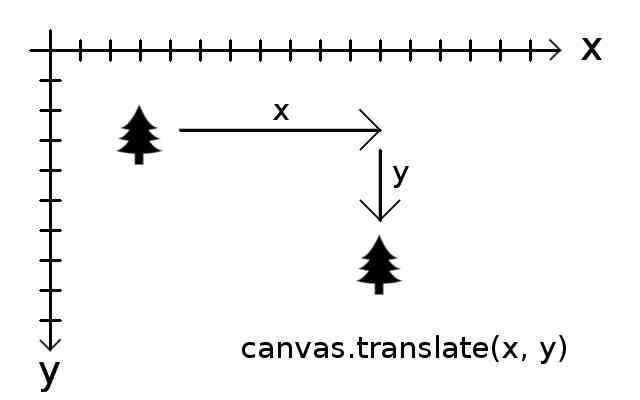 x
x
y
canvas.translate(x, y)
y